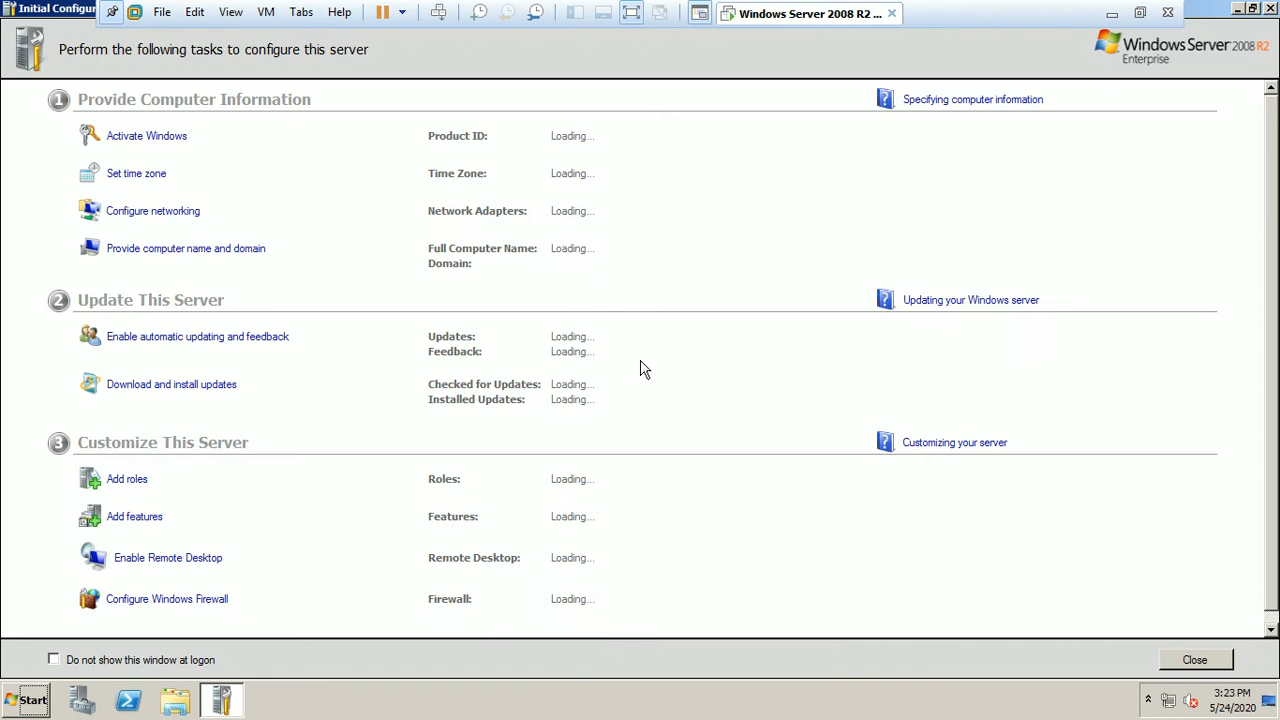 Initial Configur File Edit View VM Tabs Help Windows Server 2008 R2 ...
Perform the following tasks to configure this server
Windows Server 2008 R2
Enterprise
1 Provide Computer Information Specifying computer information
Activate Windows Product ID: Loading...
Set time zone Time Zone: Loading...
Configure networking Network Adapters: Loading...
Provide computer name and domain Full Computer Name: Loading...
Domain:
2 Update This Server Updating your Windows server
Enable automatic updating and feedback Updates: Loading...
Feedback: Loading...
Download and install updates Checked for Updates: Loading...
Installed Updates: Loading...
3 Customize This Server Customizing your server
Add roles Roles: Loading...
Add features Features: Loading...
Enable Remote Desktop Remote Desktop: Loading...
Configure Windows Firewall Firewall: Loading...
Do not show this window at logon Close
Start 3:23 PM
5/24/2020